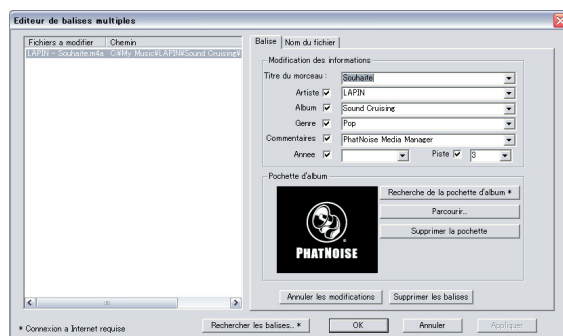 Editeur de balises multiples
Fichiers a modifier Chemin
LAPIN - Souhaite.m4a C:¥My Music¥LAPIN¥Sound Cruising¥
Balise Nom du fichier
Modification des informations
Titre du morceau : Souhaite
Artiste LAPIN
Album Sound Cruising
Genre Pop
Commentaires PhatNoise Media Manager
Annee Piste 3
Pochette d'album
PHATNOISE
Recherche de la pochette d'album *
Parcourir...
Supprimer la pochette
Annuler les modifications Supprimer les balises
* Connexion a Internet requise Rechercher les balises... * OK Annuler Appliquer